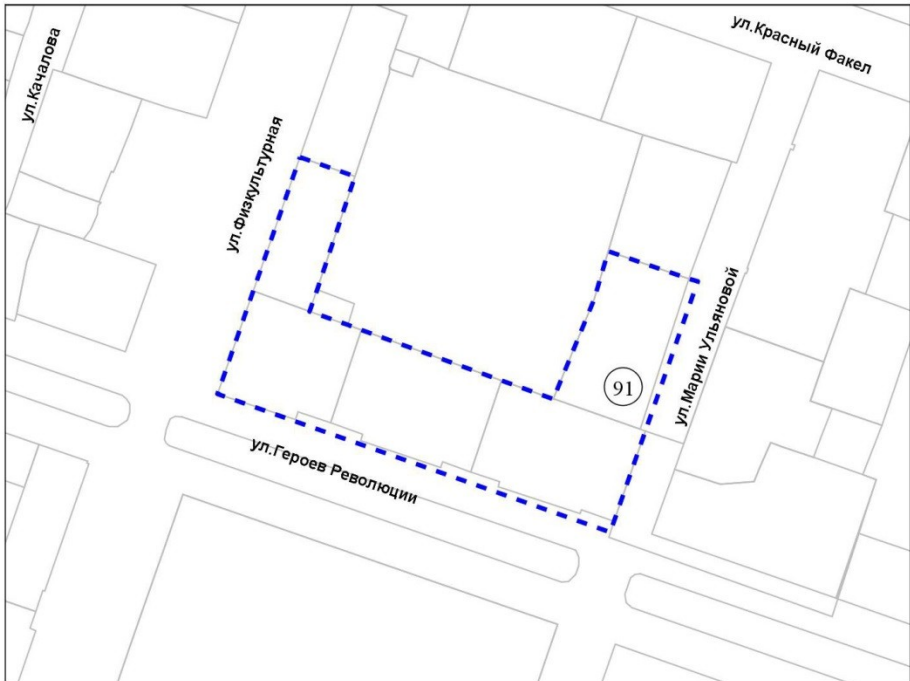 ул.Красный Факел
ул.Качалова
ул.Физкультурная
ул.Марии Ульяновой
91
ул.Героев Революции